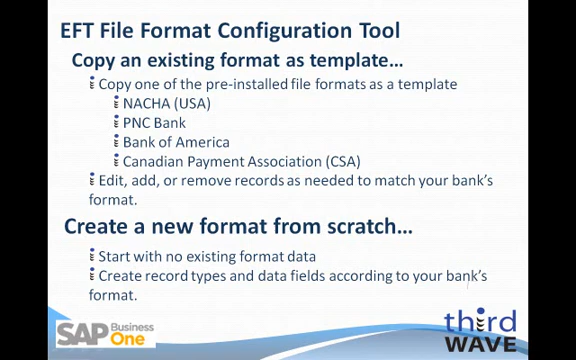 EFT File Format Configuration Tool
Copy an existing format as template...
Copy one of the pre-installed file formats as a template
NACHA (USA)
PNC Bank
Bank of America
Canadian Payment Association (CSA)
Edit, add, or remove records as needed to match your bank's
format.
Create a new format from scratch...
Start with no existing format data
Create record types and data fields according to your bank's
format.
SAP Business One
third
WAVE